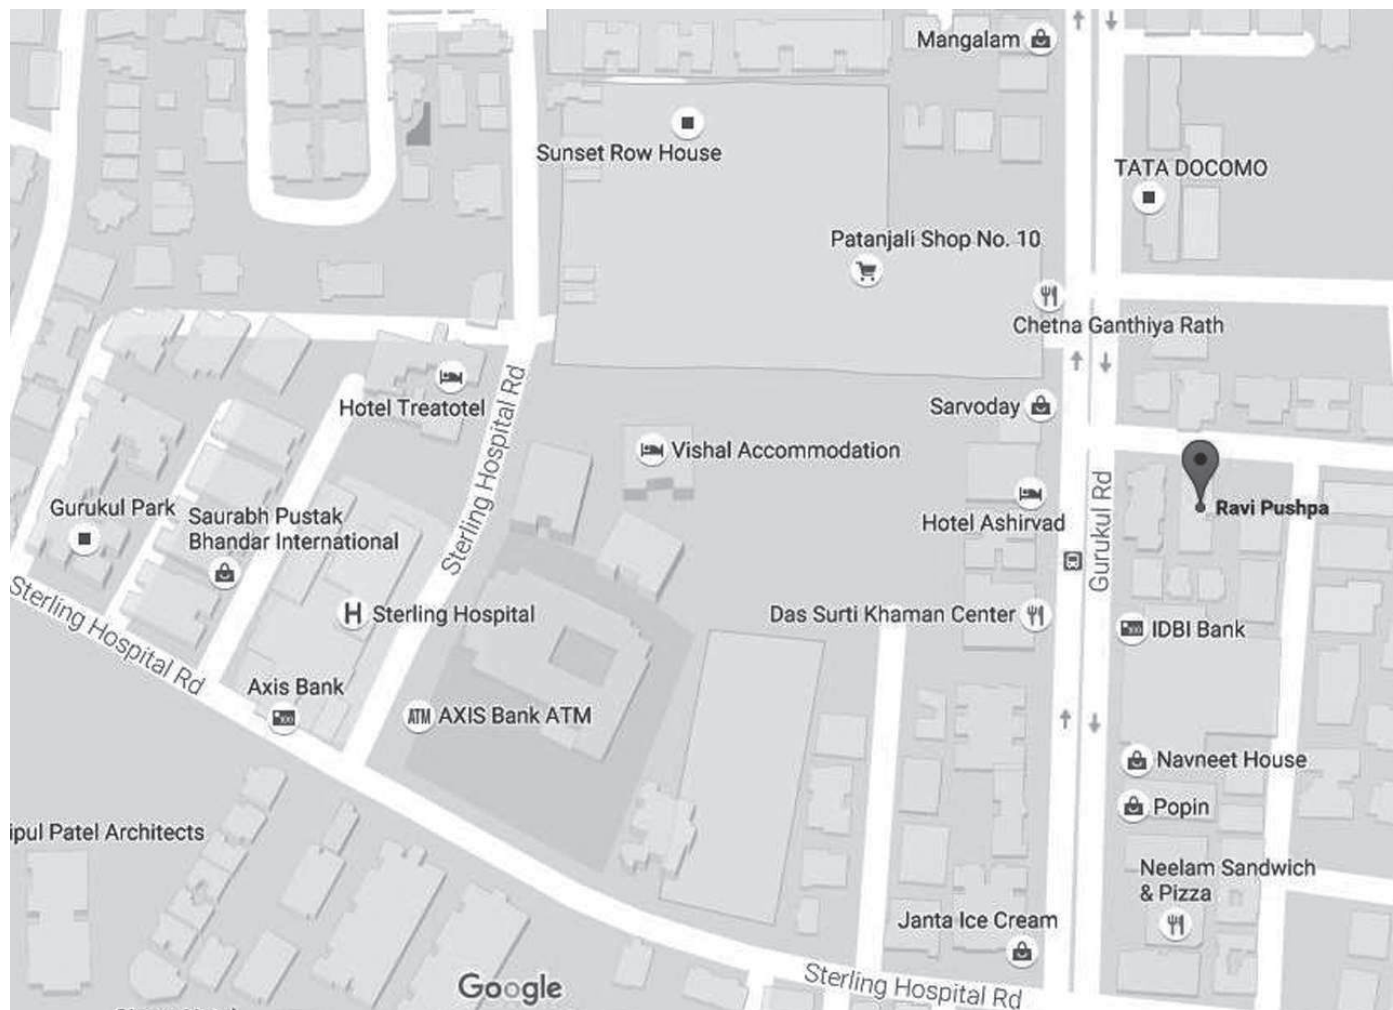 Mangalam
Sunset Row House
TATA DOCOMO
Patanjali Shop No. 10
Chetna Ganthiya Rath
Sterling Hospital Rd
Hotel Treatotel
Sarvoday
Vishal Accommodation
Gurukul Rd
Ravi Pushpa
Gurukul Park
Saurabh Pustak
Bhandar International
Hotel Ashirvad
Sterling Hospital Rd
H Sterling Hospital
Das Surti Khaman Center
IDBI Bank
Axis Bank
ATM AXIS Bank ATM
Navneet House
Popin
ipul Patel Architects
Neelam Sandwich
& Pizza
Janta Ice Cream
Google
Sterling Hospital Rd